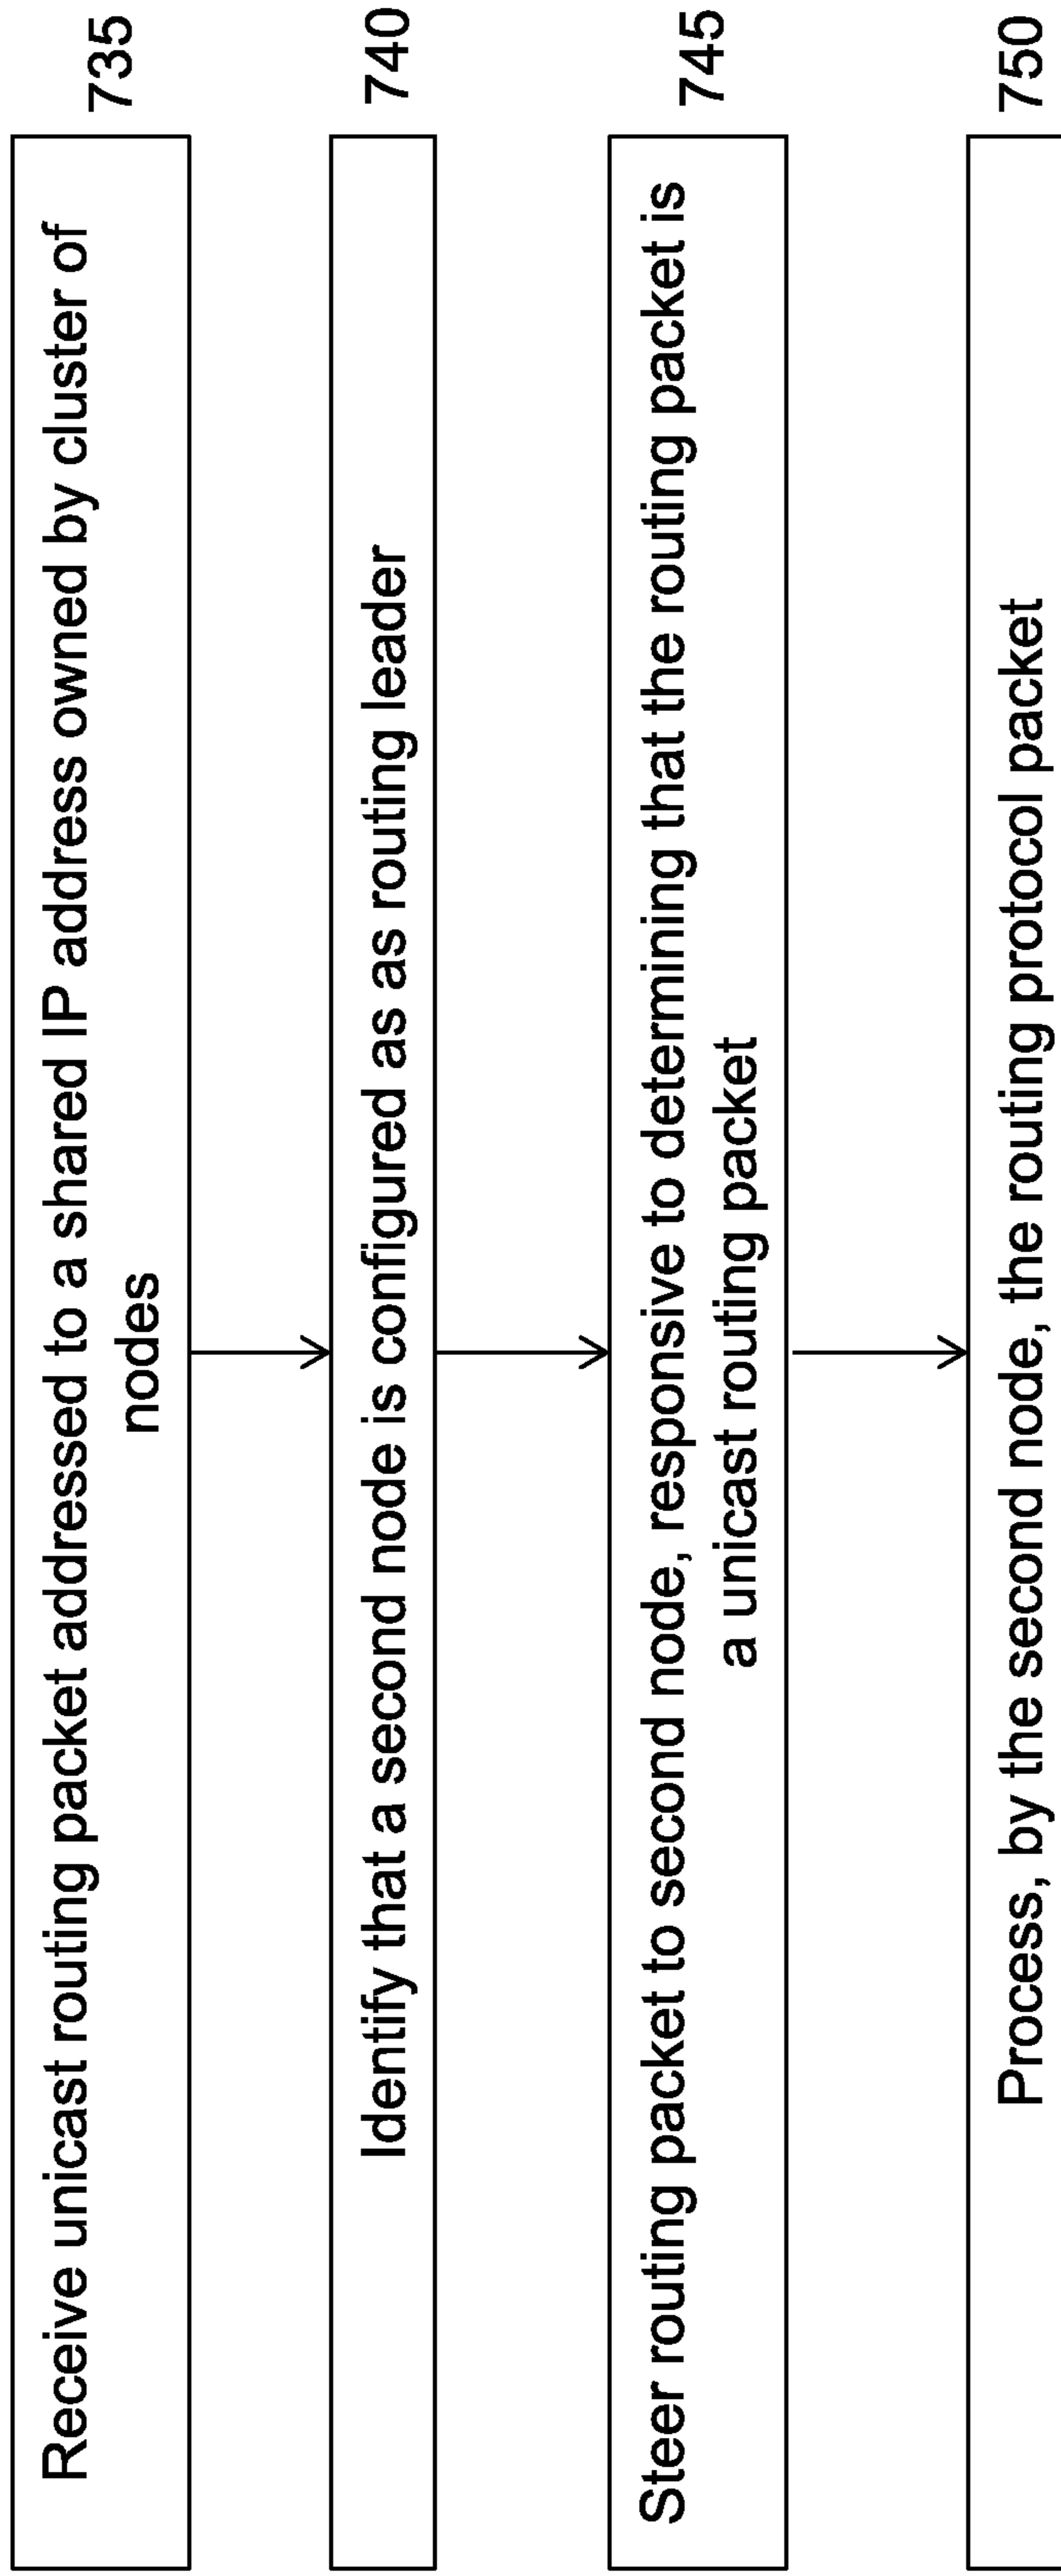 Receive unicast routing packet addressed to a shared IP address owned by cluster of
nodes
735
Identify that a second node is configured as as routing leader
740
Steer routing packet to second node, responsive to determining that the routing packet is
a unicast routing packet
745
Process, by the second node, the routing protocol packet
750